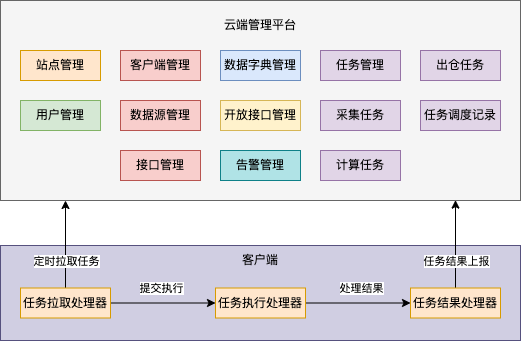 云端管理平台
站点管理
客户端管理
数据字典管理
任务管理
出仓任务
用户管理
数据源管理
开放接口管理
采集任务
任务调度记录
接口管理
告警管理
计算任务
定时拉取任务
客户端
任务结果上报
提交执行
处理结果
任务拉取处理器
任务执行处理器
任务结果处理器